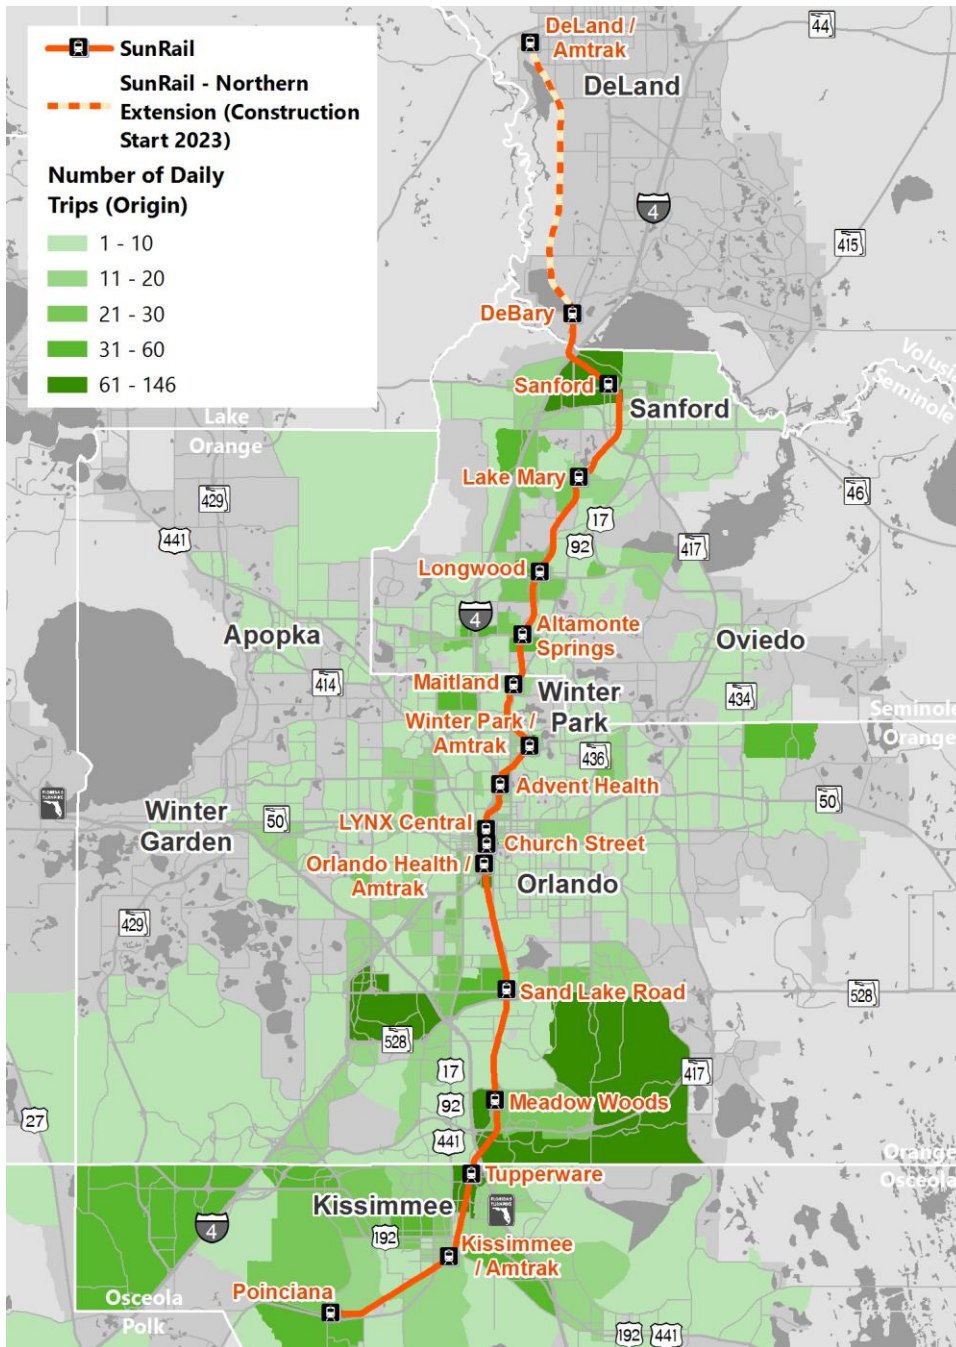 SunRail
SunRail - Northern
Extension (Construction
Start 2023)
Number of Daily
Trips (Origin)
1 - 10
11 - 20
21 - 30
31 - 60
61 - 146
DeLand /
Amtrak
44
DeLand
4
415
DeBary
Volusi
Seminole
Sanford
Sanford
Lake
Orange
Lake Mary
429
46
441
17
92
417
Longwood
4
Altamonte
Springs
Apopka
Oviedo
414
Maitland
434
Winter
Park
Seminole
Orange
Winter Park /
Amtrak
436
Advent Health
FLORIDA'S
TURNPIKE
Winter
Garden
50
50
LYNX Central
Church Street
Orlando Health /
Amtrak
Orlando
429
Sand Lake Road
528
528
17
417
92
Meadow Woods
27
441
Orange
Osceola
Tupperware
Kissimmee
FLORIDA'S
TURNPIKE
4
192
Kissimmee
/ Amtrak
Poinciana
Osceola
Polk
192
441